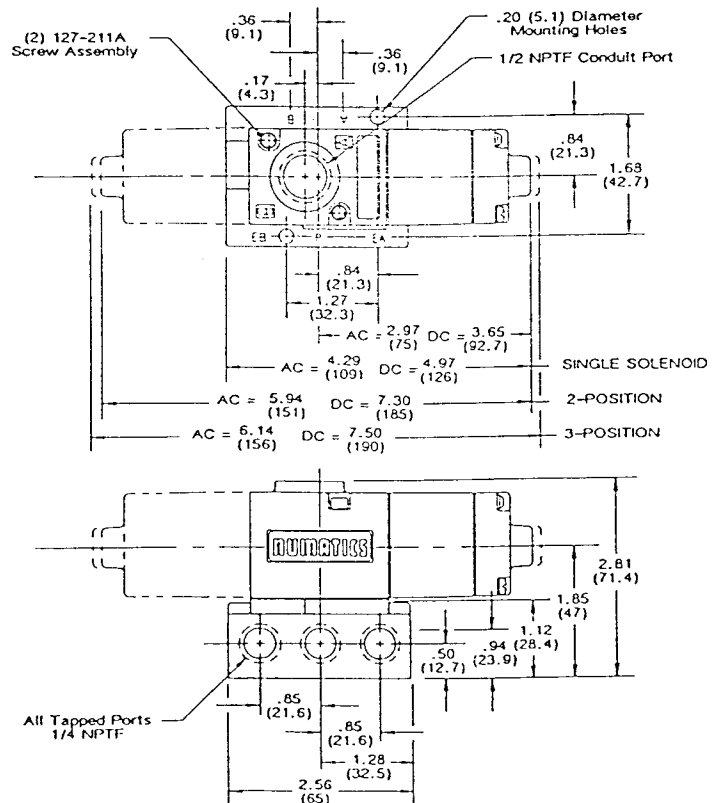 .36
(9.1)
.20 (5.1) Diameter
Mounting Holes
(2) 127-211A
Screw Assembly
.36
(9.1)
1/2 NPTF Conduit Port
.17
(4.3)
B
A
.84
(21.3)
1.68
(42.7)
EB
P
EA
.84
(21.3)
1.27
(32.3)
AC = 2.97 DC = 3.65
(75) (92.7)
AC = 4.29 DC = 4.97
(109) (126)
SINGLE SOLENOID
AC = 5.94 DC = 7.30
(151) (185)
2-POSITION
AC = 6.14 DC = 7.50
(156) (190)
3-POSITION
NUMATICS
2.81
(71.4)
1.85
(47)
1.12
(28.4)
.94
(23.9)
.50
(12.7)
All Tapped Ports
1/4 NPTF
.85
(21.6)
.85
(21.6)
1.28
(32.5)
2.56
(65)